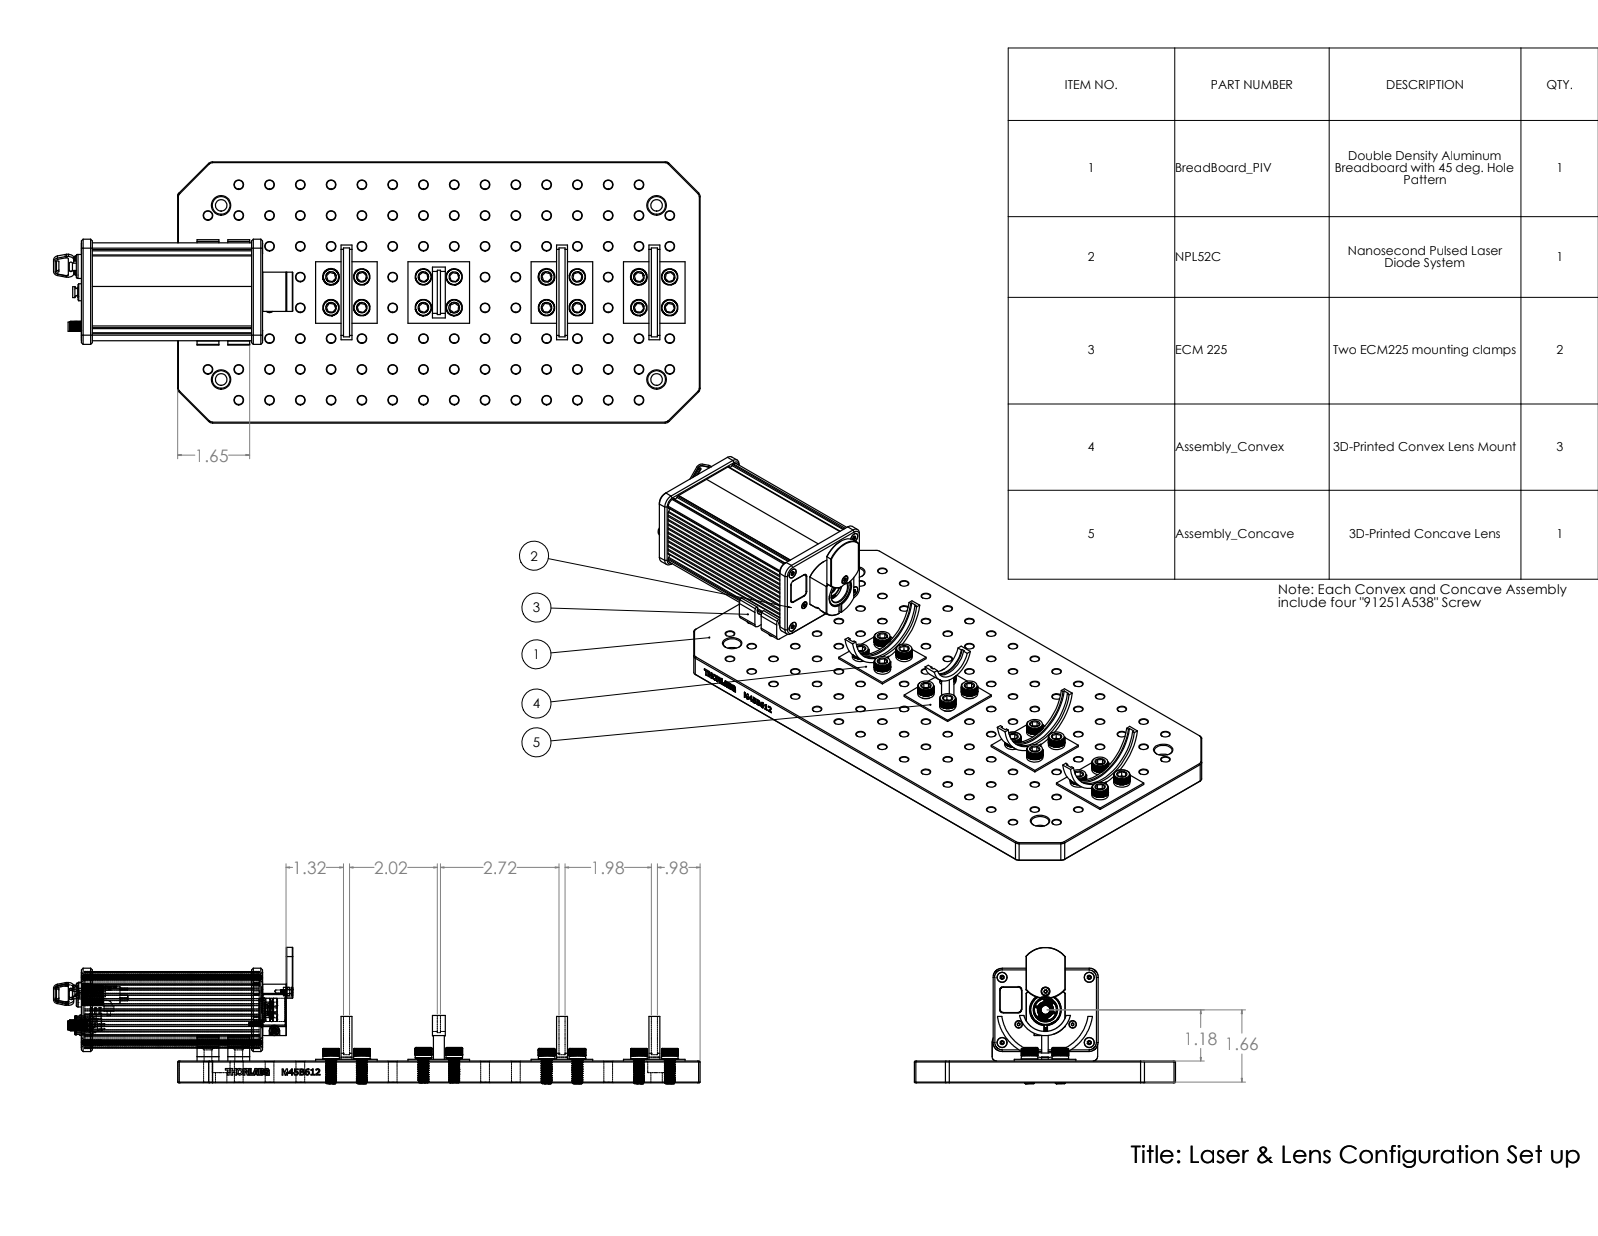 ITEM NO. PART NUMBER DESCRIPTION QTY.
1 BreadBoard_PIV Double Density Aluminum
Breadboard with 45 deg. Hole
Pattern 1
2 NPL52C Nanosecond Pulsed Laser
Diode System 1
3 ECM 225 Two ECM225 mounting clamps 2
4 Assembly_Convex 3D-Printed Convex Lens Mount 3
5 Assembly_Concave 3D-Printed Concave Lens 1
Note: Each Convex and Concave Assembly
include four "91251A538" Screw
1.65
2
3
1
4
5
THORLABS M45B612
1.32 2.02 2.72 1.98 .98
THORLABS M45B612
1.18 1.66
Title: Laser & Lens Configuration Set up